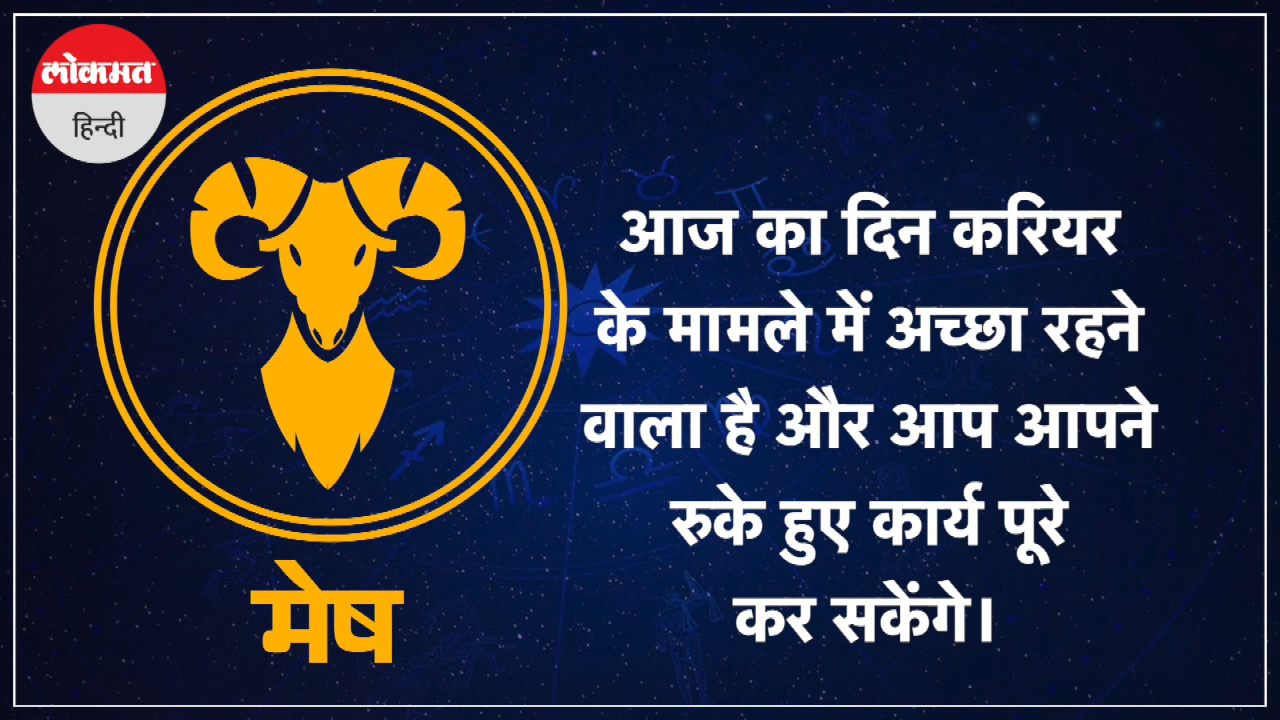 लोकमत
हिन्दी
आज का दिन करियर
के मामले में अच्छा रहने
वाला है और आप आपने
रुके हुए कार्य पूरे
कर सकेंगे।
मेष